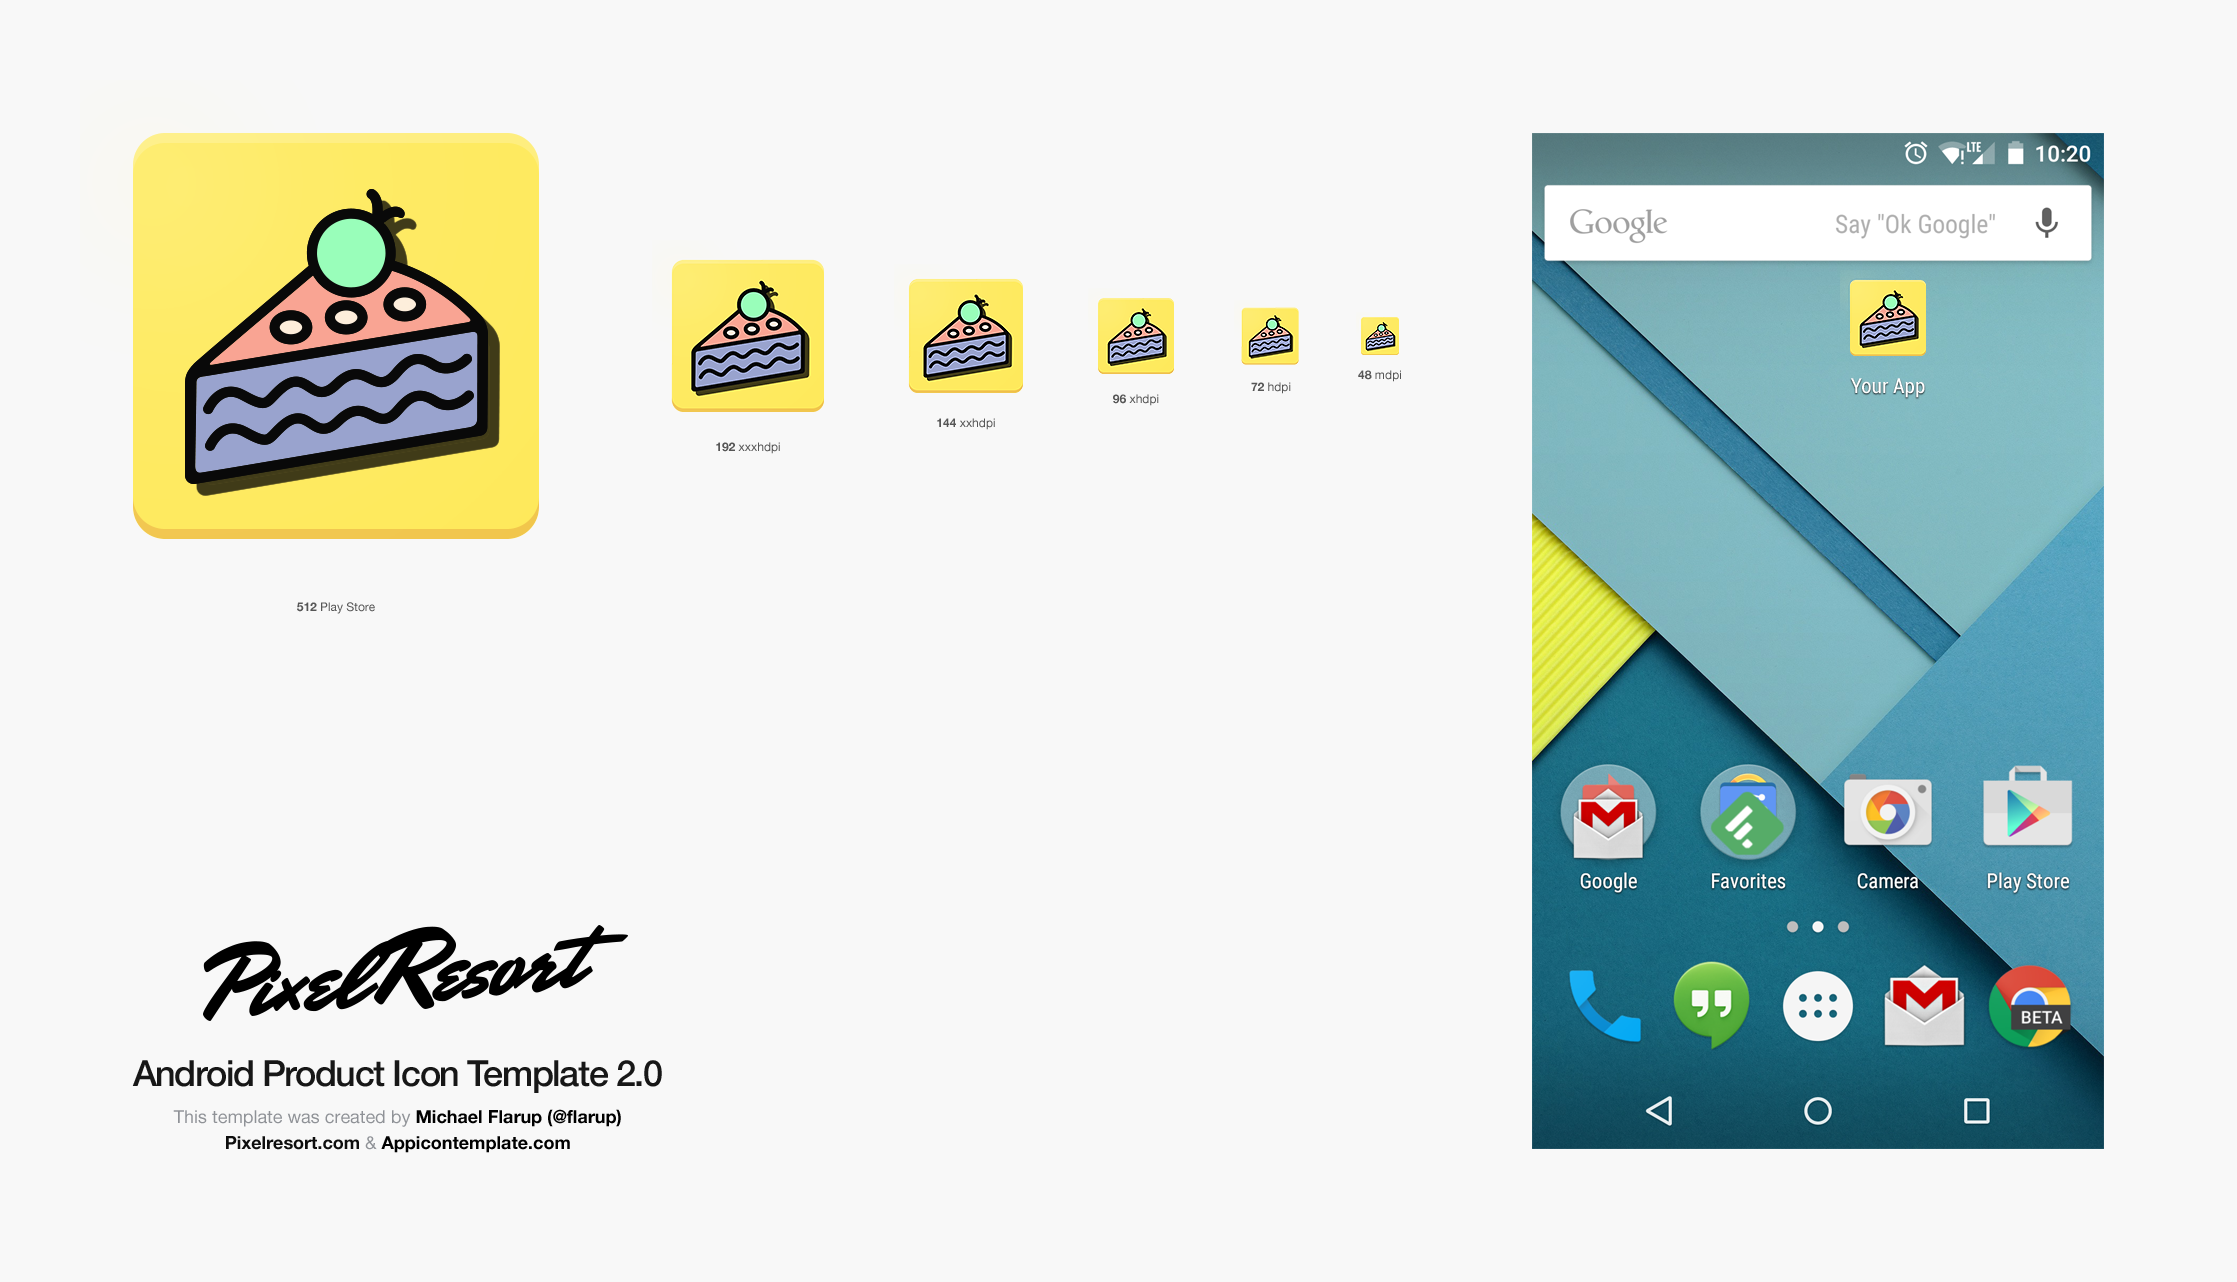 512 Play Store
192 xxxhdpi
144 xxhdpi
96 xhdpi
72 hdpi
48 mdpi
PixelResort
Android Product Icon Template 2.0
This template was created by Michael Flarup (@flarup)
Pixelresort.com & Appicontemplate.com
LTE 10:20
Google Say "Ok Google"
Your App
Google Favorites Camera Play Store
BETA